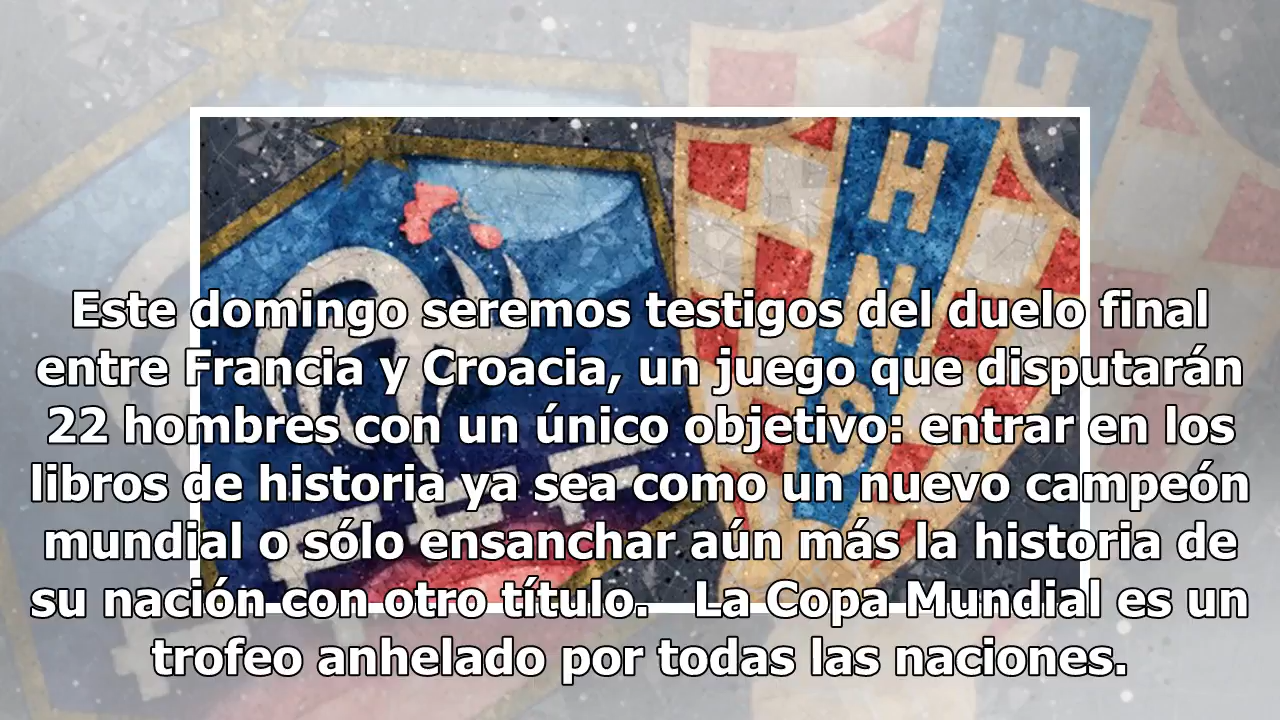 HNS
FFF
Este domingo seremos testigos del duelo final
entre Francia y Croacia, un juego que disputarán
22 hombres con un único objetivo: entrar en los
libros de historia ya sea como un nuevo campeón
mundial o sólo ensanchar aún más la historia de
su nación con otro título. La Copa Mundial es un
trofeo anhelado por todas las naciones.